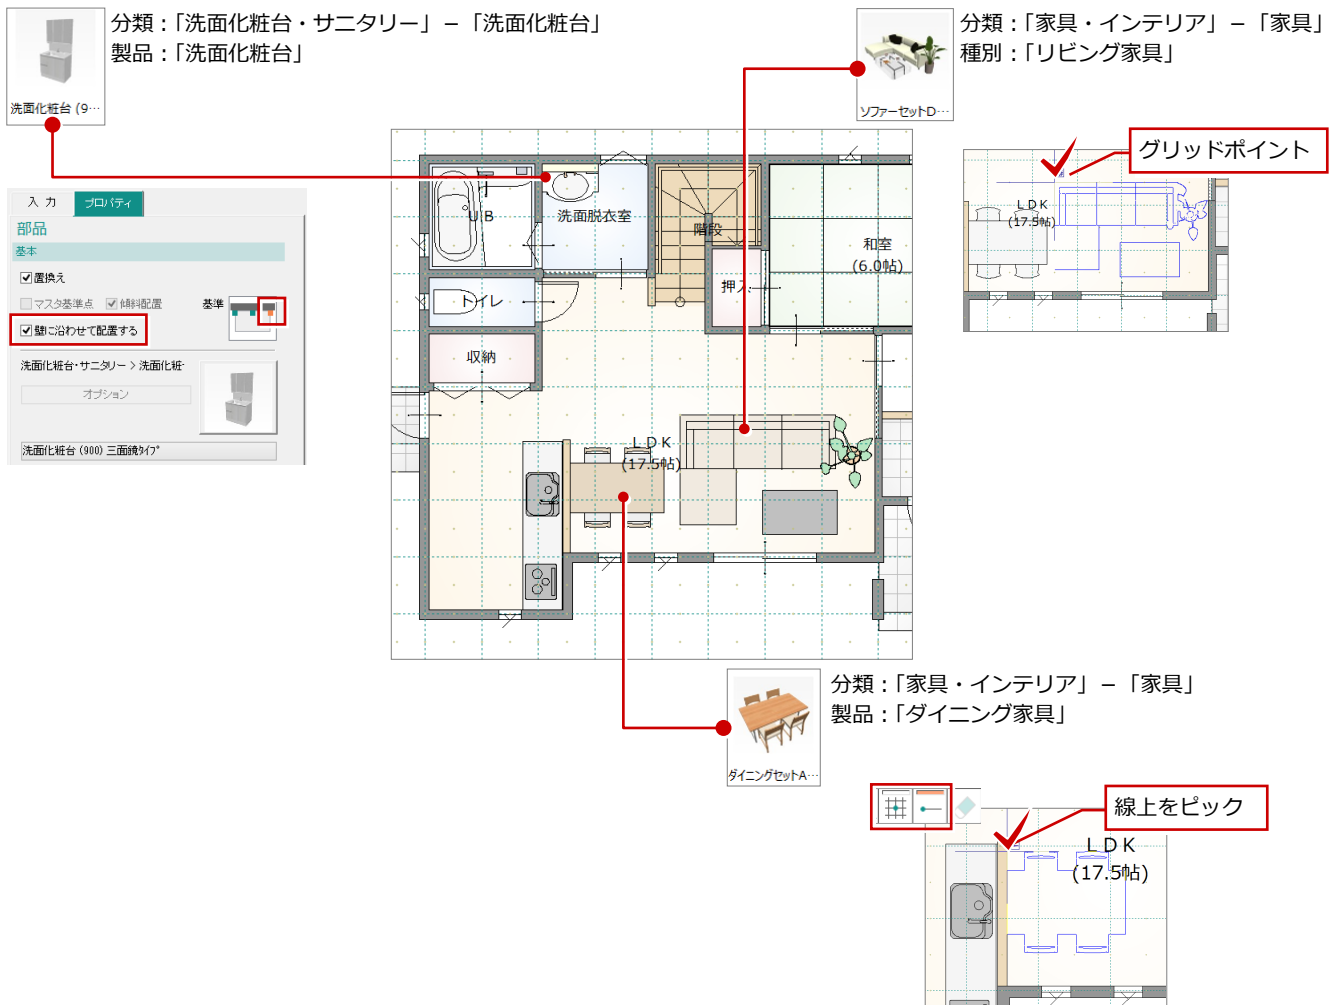 分類：「洗面化粧台・サニタリー」－「洗面化粧台」
製品：「洗面化粧台」
洗面化粧台 (9…
分類：「家具・インテリア」－「家具」
種別：「リビング家具」
ソファーセットD…
グリッドポイント
LDK
(17.5帖)
入 力
プロパティ
部品
基本
置換え
マスタ基準点
傾斜配置
基準
壁に沿わせて配置する
洗面化粧台・サニタリー > 洗面化粧
オプション
洗面化粧台 (900) 三面鏡タイプ
UB
洗面脱衣室
階段
和室
(6.0帖)
押入
トイレ
収納
LDK
(17.5帖)
分類：「家具・インテリア」－「家具」
製品：「ダイニング家具」
ダイニングセットA…
線上をピック
LDK
(17.5帖)